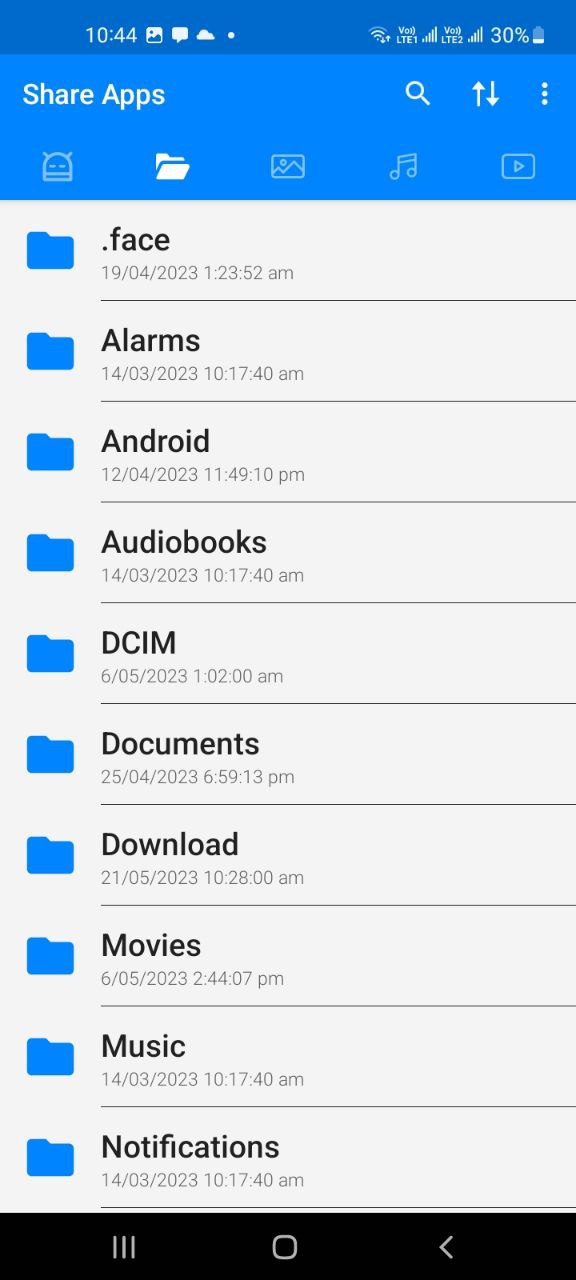 10:44
Vo)) LTE1 Vo)) LTE2 30%
Share Apps
.face
19/04/2023 1:23:52 am
Alarms
14/03/2023 10:17:40 am
Android
12/04/2023 11:49:10 pm
Audiobooks
14/03/2023 10:17:40 am
DCIM
6/05/2023 1:02:00 am
Documents
25/04/2023 6:59:13 pm
Download
21/05/2023 10:28:00 am
Movies
6/05/2023 2:44:07 pm
Music
14/03/2023 10:17:40 am
Notifications
14/03/2023 10:17:40 am